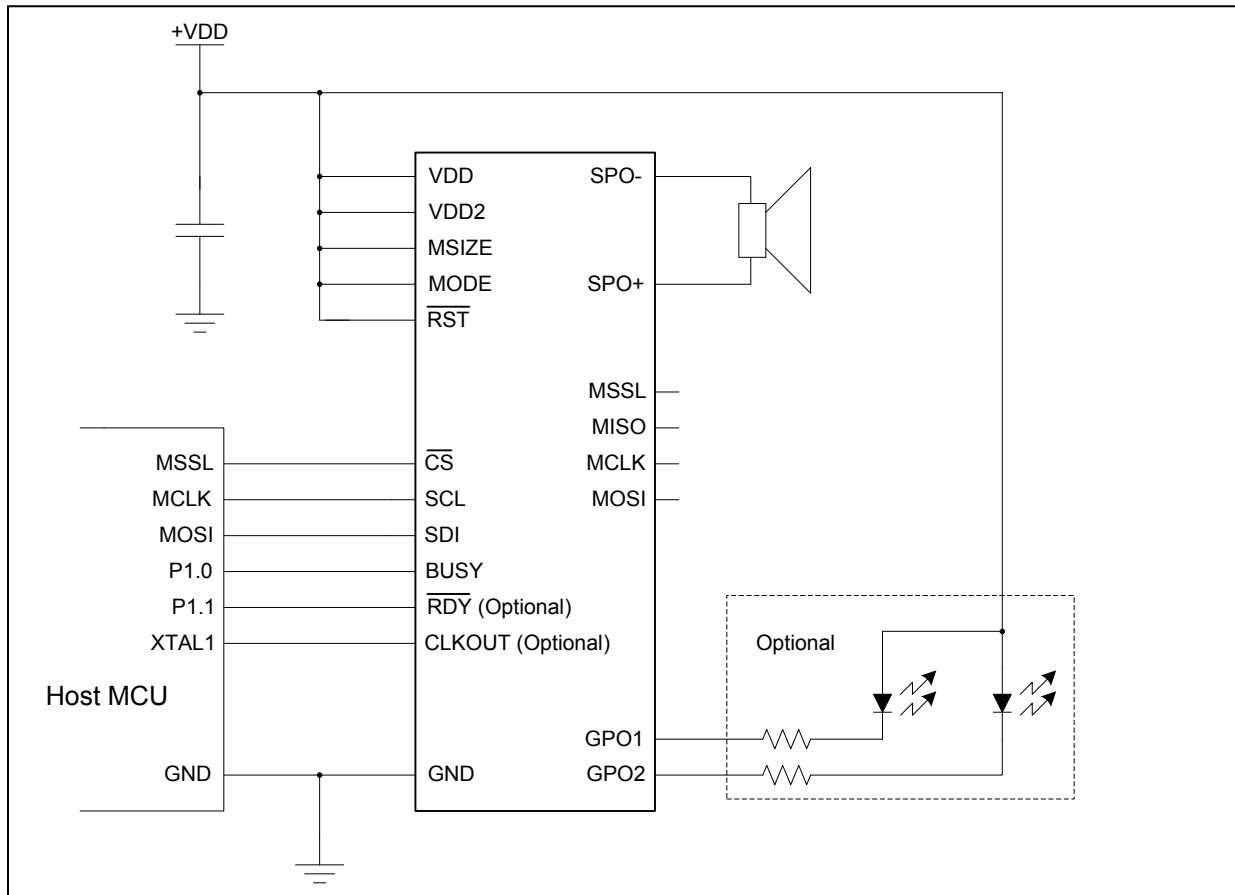 +VDD
VDD
VDD2
MSIZE
MODE
RST
SPO-
SPO+
MSSL
MISO
MCLK
MOSI
MSSL
MCLK
MOSI
P1.0
P1.1
XTAL1
Host MCU
GND
CS
SCL
SDI
BUSY
RDY (Optional)
CLKOUT (Optional)
GND
GPO1
GPO2
Optional